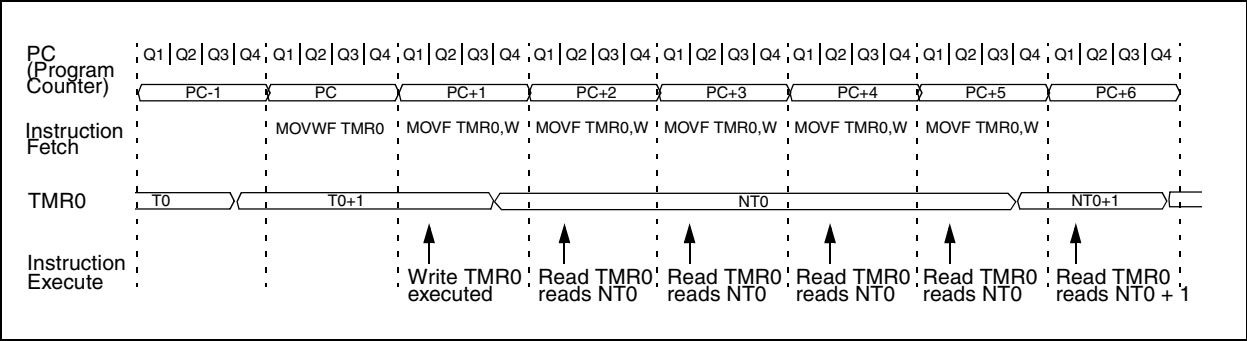 PC (Program Counter)
Q1 Q2 Q3 Q4 Q1 Q2 Q3 Q4 Q1 Q2 Q3 Q4 Q1 Q2 Q3 Q4 Q1 Q2 Q3 Q4 Q1 Q2 Q3 Q4 Q1 Q2 Q3 Q4 Q1 Q2 Q3 Q4
PC-1 PC PC+1 PC+2 PC+3 PC+4 PC+5 PC+6
Instruction Fetch
MOVWF TMR0 MOVF TMR0,W MOVF TMR0,W MOVF TMR0,W MOVF TMR0,W MOVF TMR0,W
TMR0
T0 T0+1 NT0 NT0+1
Instruction Execute
Write TMR0 executed
Read TMR0 reads NT0
Read TMR0 reads NT0
Read TMR0 reads NT0
Read TMR0 reads NT0
Read TMR0 reads NT0 + 1